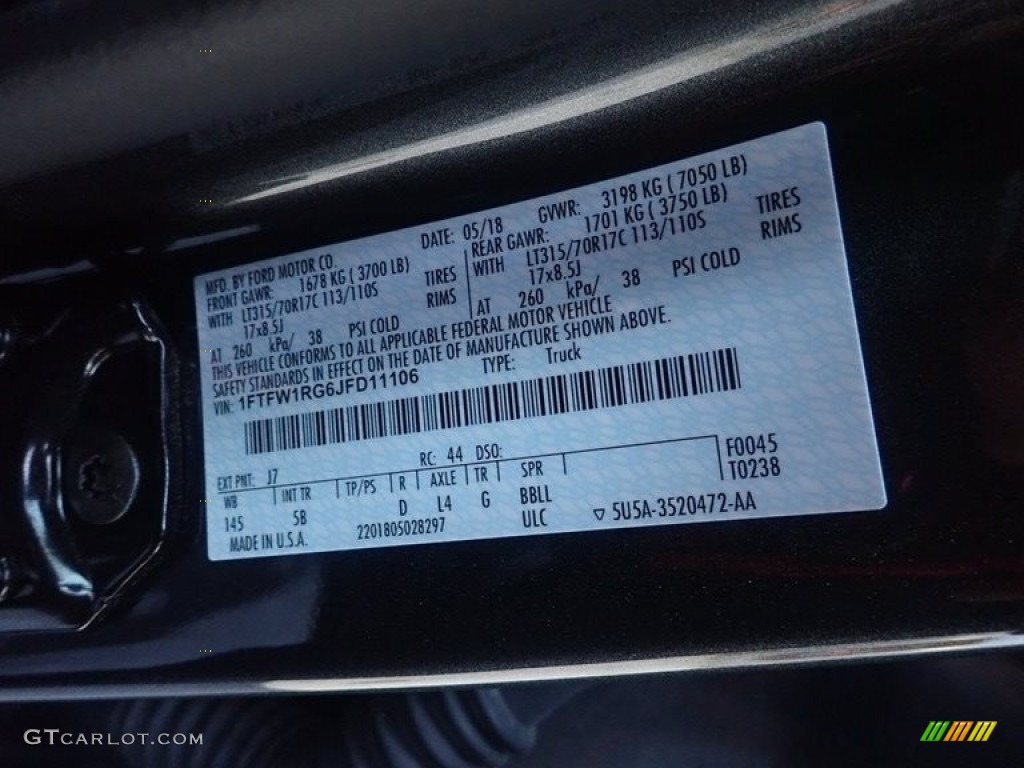 MFD. BY FORD MOTOR CO. DATE: 05/18 GVWR: 3198 KG ( 7050 LB)
FRONT GAWR: 1678 KG ( 3700 LB) REAR GAWR: 1701 KG ( 3750 LB)
WITH LT315/70R17C 113/110S TIRES WITH LT315/70R17C 113/110S TIRES
17x8.5J RIMS 17x8.5J RIMS
AT 260 kPa/ 38 PSI COLD AT 260 kPa/ 38 PSI COLD
THIS VEHICLE CONFORMS TO ALL APPLICABLE FEDERAL MOTOR VEHICLE
SAFETY STANDARDS IN EFFECT ON THE DATE OF MANUFACTURE SHOWN ABOVE.
VIN: 1FTFW1RG6JFD11106 TYPE: Truck
EXT PNT: J7 RC: 44 DSO: F0045
WB INT TR TP/PS R AXLE TR SPR T0238
145 SB D L4 G BBLL
MADE IN U.S.A. 2201805028297 ULC ▽ 5U5A-3520472-AA
GTCARLOT.COM